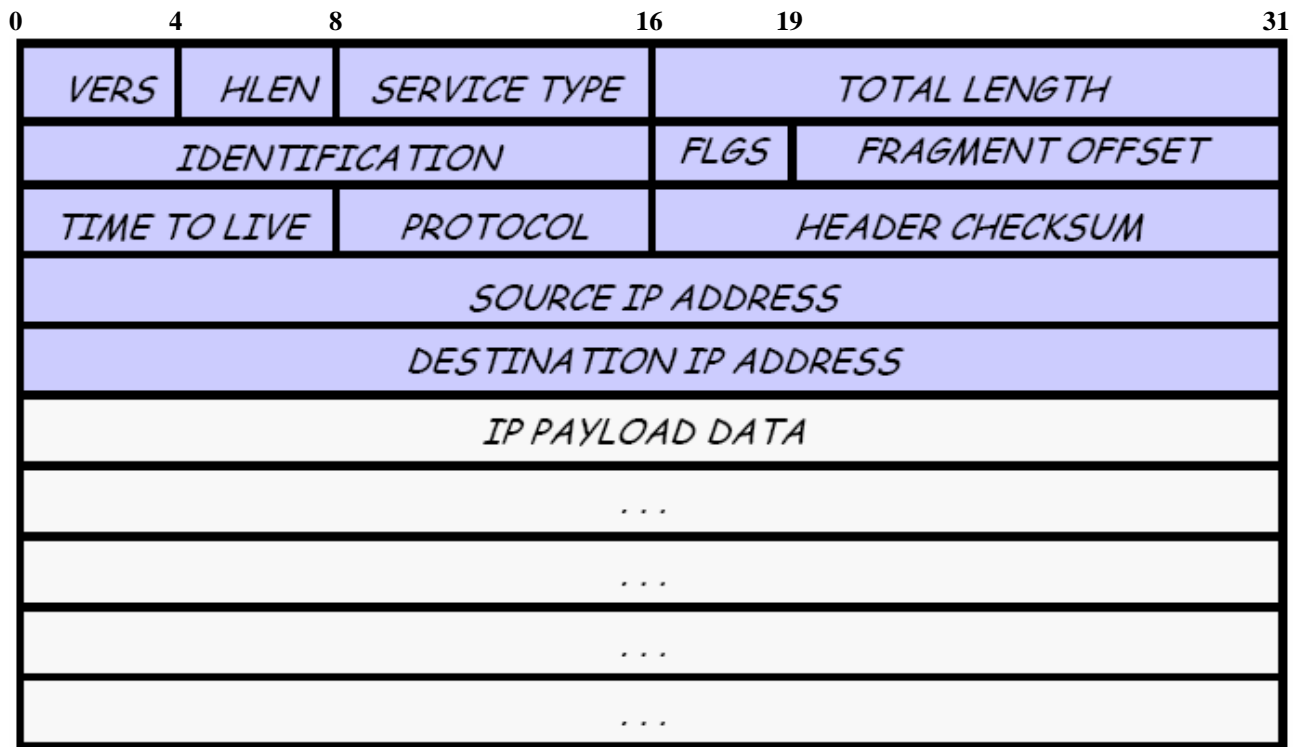 0 4 8 16 19 31
VERS HLEN SERVICE TYPE TOTAL LENGTH
IDENTIFICATION FLGS FRAGMENT OFFSET
TIME TO LIVE PROTOCOL HEADER CHECKSUM
SOURCE IP ADDRESS
DESTINATION IP ADDRESS
IP PAYLOAD DATA
. . .
. . .
. . .
. . .